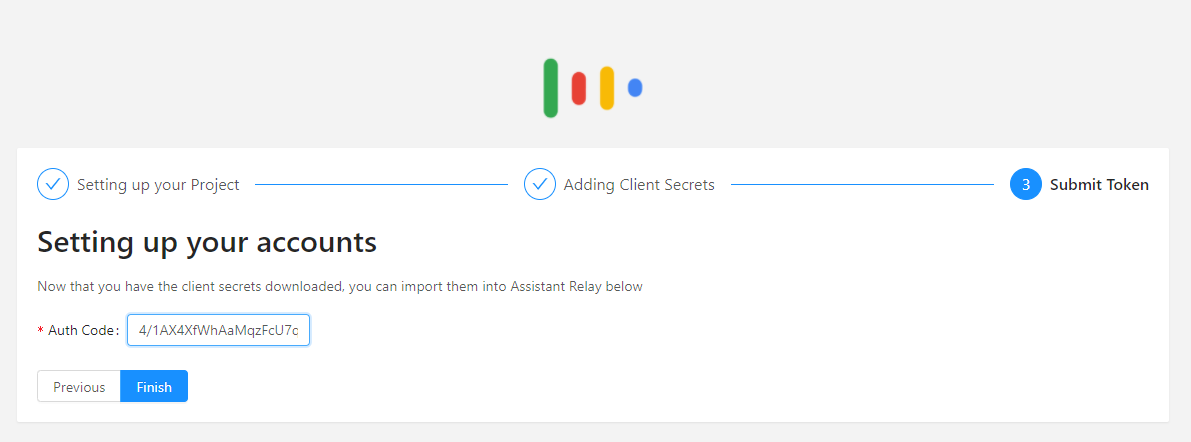 Setting up your Project
Adding Client Secrets
3 Submit Token
Setting up your accounts
Now that you have the client secrets downloaded, you can import them into Assistant Relay below
* Auth Code: 4/1AX4XfWhAaMqzFcU7c
Previous Finish